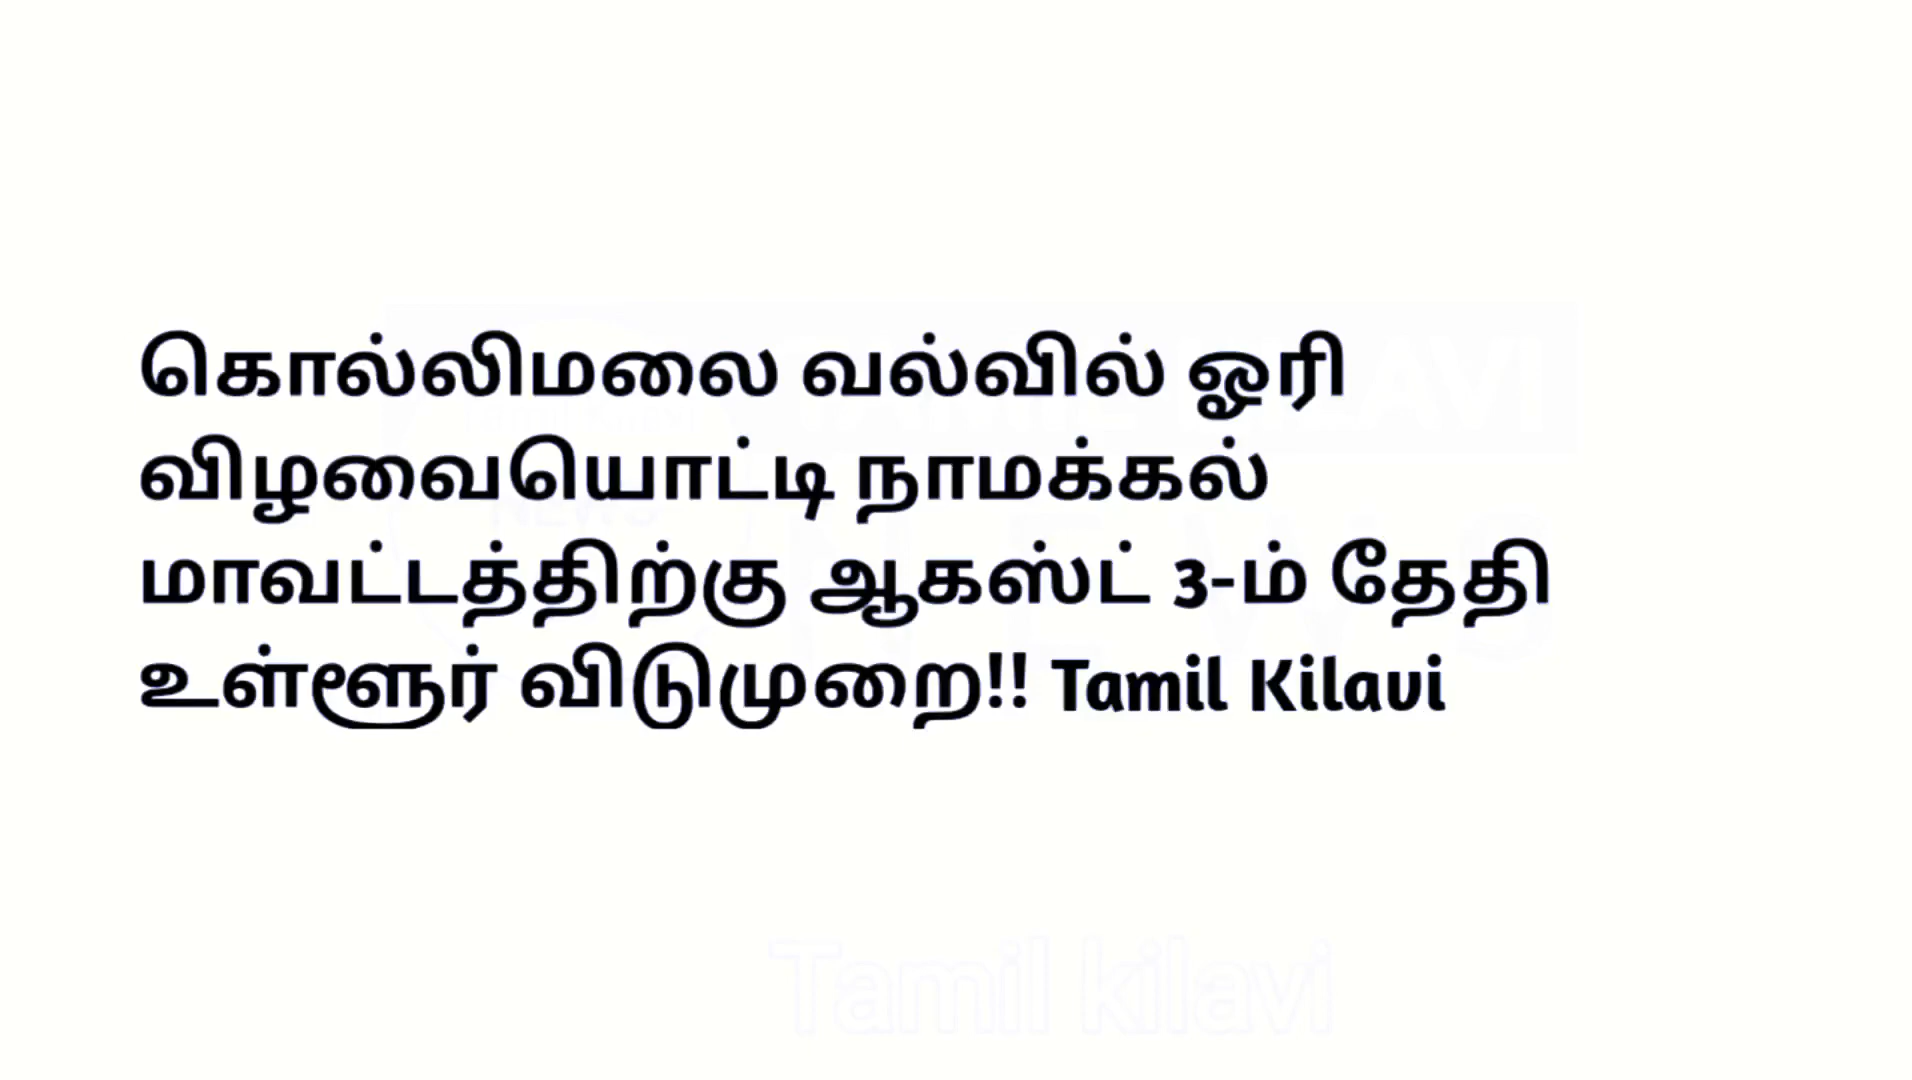 கொல்லிமலை வல்வில் ஓரி
விழவையொட்டி நாமக்கல்
மாவட்டத்திற்கு ஆகஸ்ட் 3-ம் தேதி
உள்ளூர் விடுமுறை!! Tamil Kilavi
Tamil kilavi